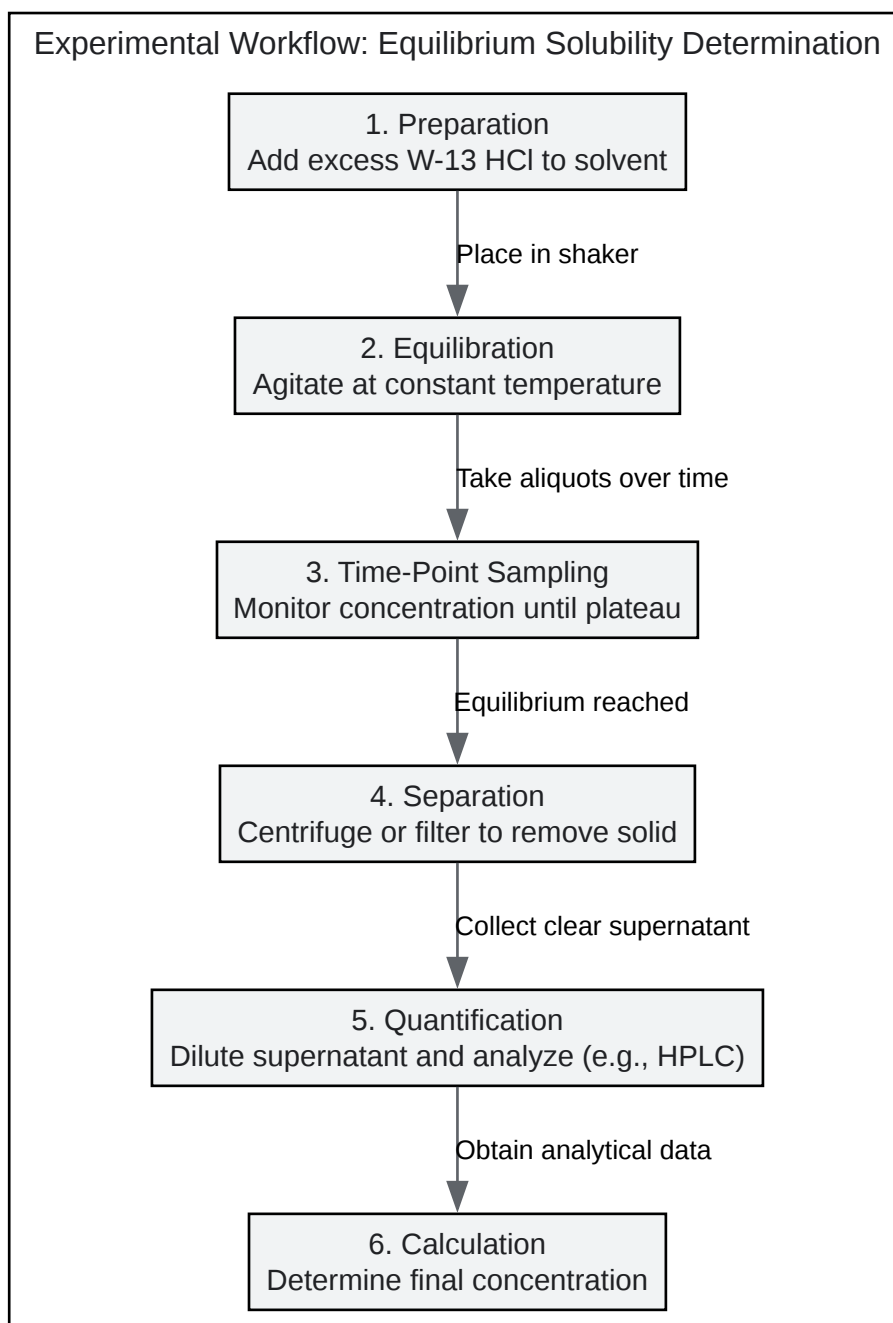 Experimental Workflow: Equilibrium Solubility Determination
1. Preparation
Add excess W-13 HCl to solvent
Place in shaker
2. Equilibration
Agitate at constant temperature
Take aliquots over time
3. Time-Point Sampling
Monitor concentration until plateau
Equilibrium reached
4. Separation
Centrifuge or filter to remove solid
Collect clear supernatant
5. Quantification
Dilute supernatant and analyze (e.g., HPLC)
Obtain analytical data
6. Calculation
Determine final concentration